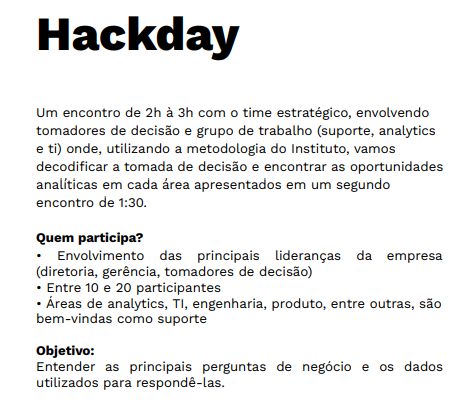 Hackday
Um encontro de 2h à 3h com o time estratégico, envolvendo
tomadores de decisão e grupo de trabalho (suporte, analytics
e ti) onde, utilizando a metodologia do Instituto, vamos
decodificar a tomada de decisão e encontrar as oportunidades
analíticas em cada área apresentados em um segundo
encontro de 1:30.
Quem participa?
• Envolvimento das principais lideranças da empresa
(diretoria, gerência, tomadores de decisão)
• Entre 10 e 20 participantes
• Áreas de analytics, TI, engenharia, produto, entre outras, são
bem-vindas como suporte
Objetivo:
Entender as principais perguntas de negócio e os dados
utilizados para respondê-las.